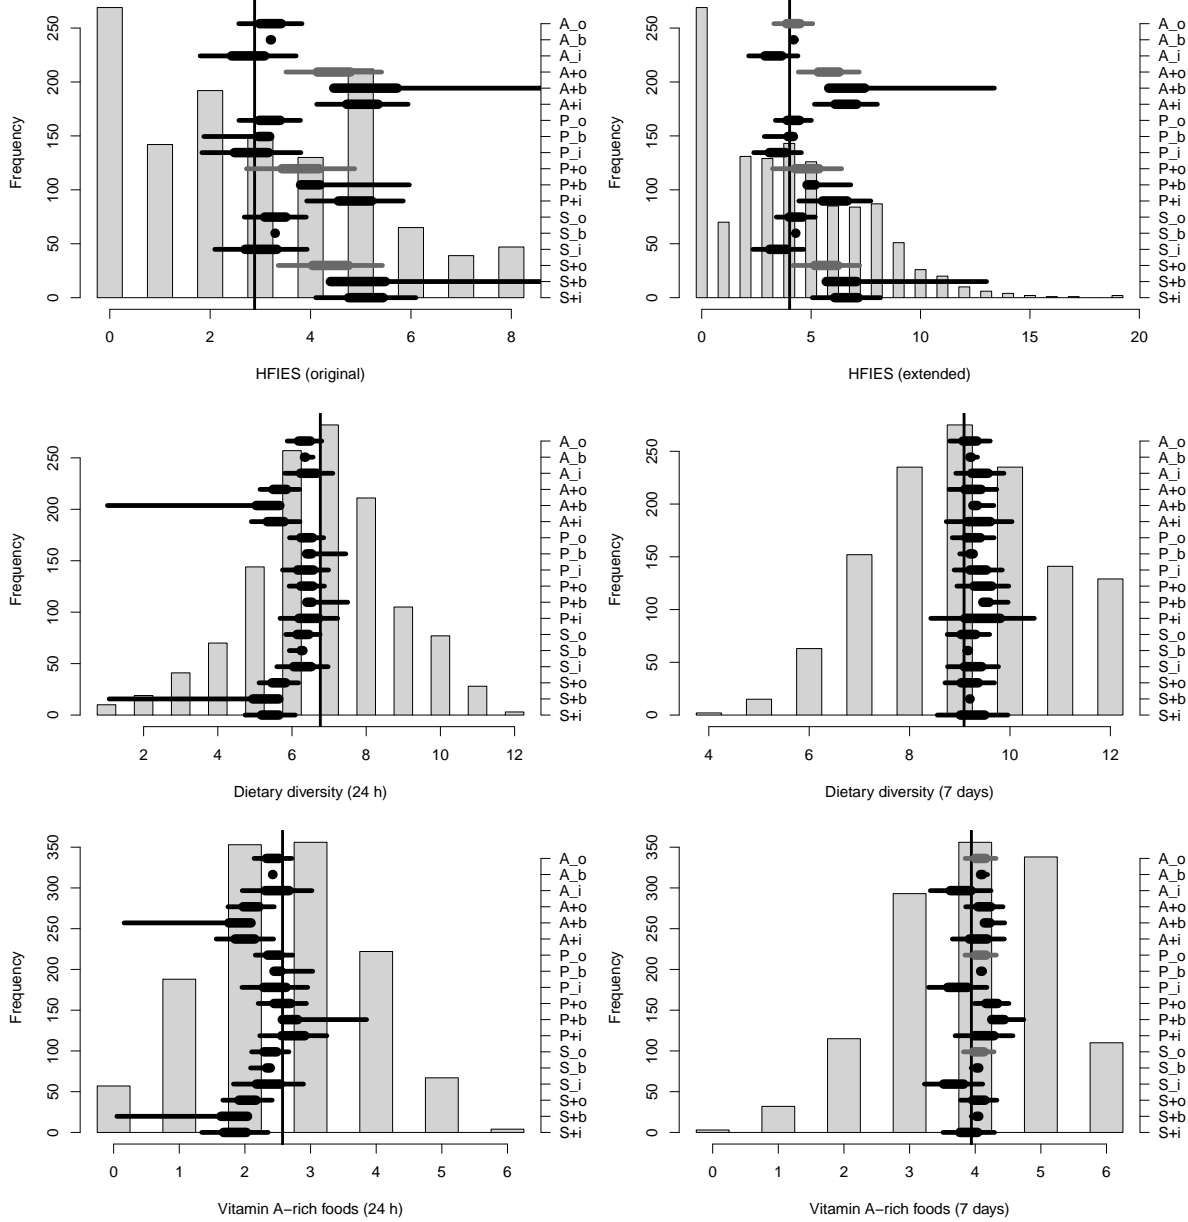 Frequency
0 50 100 150 200 250
0 2 4 6 8
HFIES (original)
A_o
A_b
A_i
A+o
A+b
A+i
P_o
P_b
P_i
P+o
P+b
P+i
S_o
S_b
S_i
S+o
S+b
S+i
Frequency
0 50 100 150 200 250
0 5 10 15 20
HFIES (extended)
A_o
A_b
A_i
A+o
A+b
A+i
P_o
P_b
P_i
P+o
P+b
P+i
S_o
S_b
S_i
S+o
S+b
S+i
Frequency
0 50 100 150 200 250
2 4 6 8 10 12
Dietary diversity (24 h)
A_o
A_b
A_i
A+o
A+b
A+i
P_o
P_b
P_i
P+o
P+b
P+i
S_o
S_b
S_i
S+o
S+b
S+i
Frequency
0 50 100 150 200 250
4 6 8 10 12
Dietary diversity (7 days)
A_o
A_b
A_i
A+o
A+b
A+i
P_o
P_b
P_i
P+o
P+b
P+i
S_o
S_b
S_i
S+o
S+b
S+i
Frequency
0 50 100 150 200 250 300 350
0 1 2 3 4 5 6
Vitamin A−rich foods (24 h)
A_o
A_b
A_i
A+o
A+b
A+i
P_o
P_b
P_i
P+o
P+b
P+i
S_o
S_b
S_i
S+o
S+b
S+i
Frequency
0 50 100 150 200 250 300 350
0 1 2 3 4 5 6
Vitamin A−rich foods (7 days)
A_o
A_b
A_i
A+o
A+b
A+i
P_o
P_b
P_i
P+o
P+b
P+i
S_o
S_b
S_i
S+o
S+b
S+i